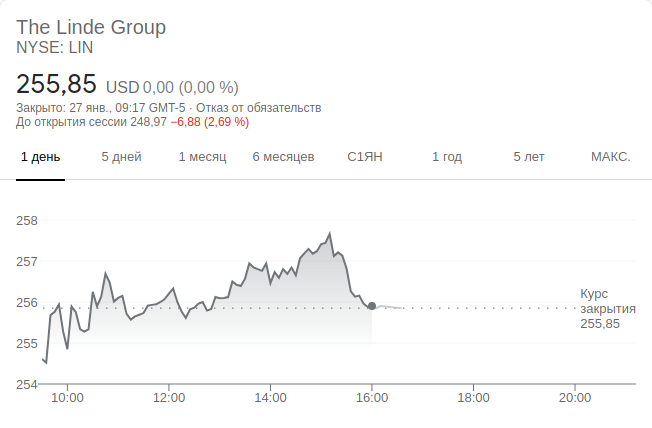 The Linde Group
NYSE: LIN
255,85 USD 0,00 (0,00 %)
Закрыто: 27 янв., 09:17 GMT-5 · Отказ от обязательств
До открытия сессии 248,97 −6,88 (2,69 %)
1 день 5 дней 1 месяц 6 месяцев С1ЯН 1 год 5 лет МАКС.
258
257
256
255
254
Курс
закрытия
255,85
10:00 12:00 14:00 16:00 18:00 20:00